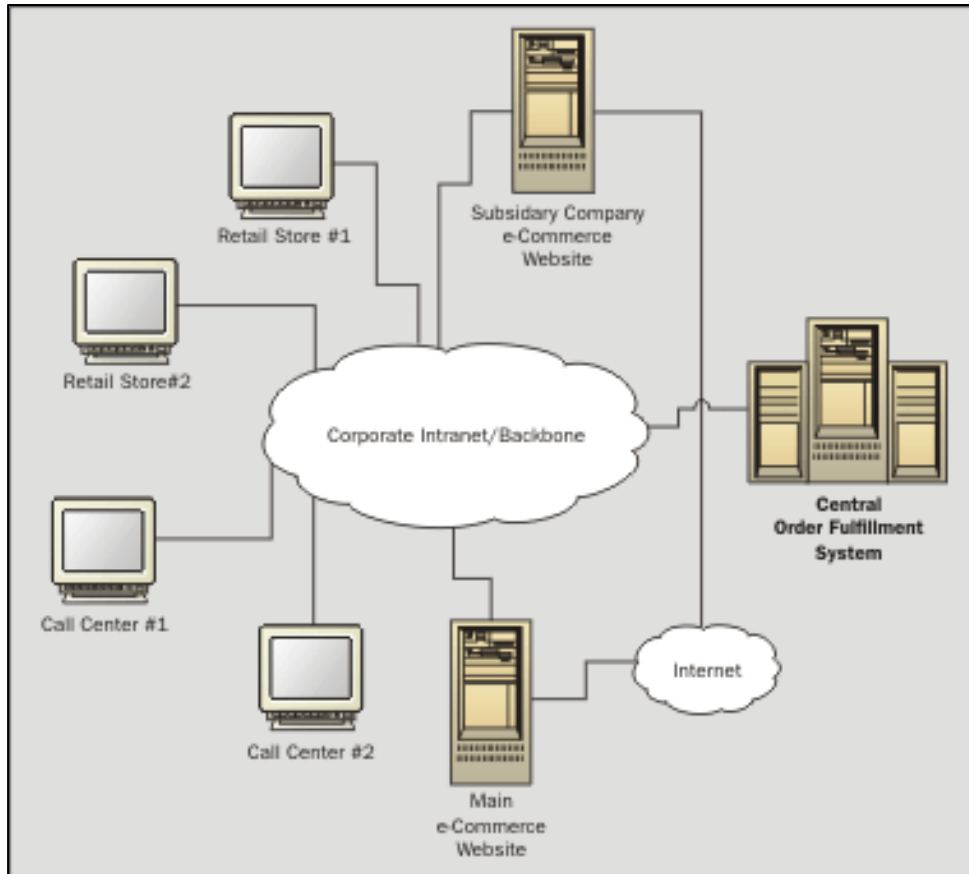 Subsidary Company
e-Commerce
Website
Retail Store #1
Retail Store#2
Corporate Intranet/Backbone
Central
Order Fulfillment
System
Call Center #1
Internet
Call Center #2
Main
e-Commerce
Website